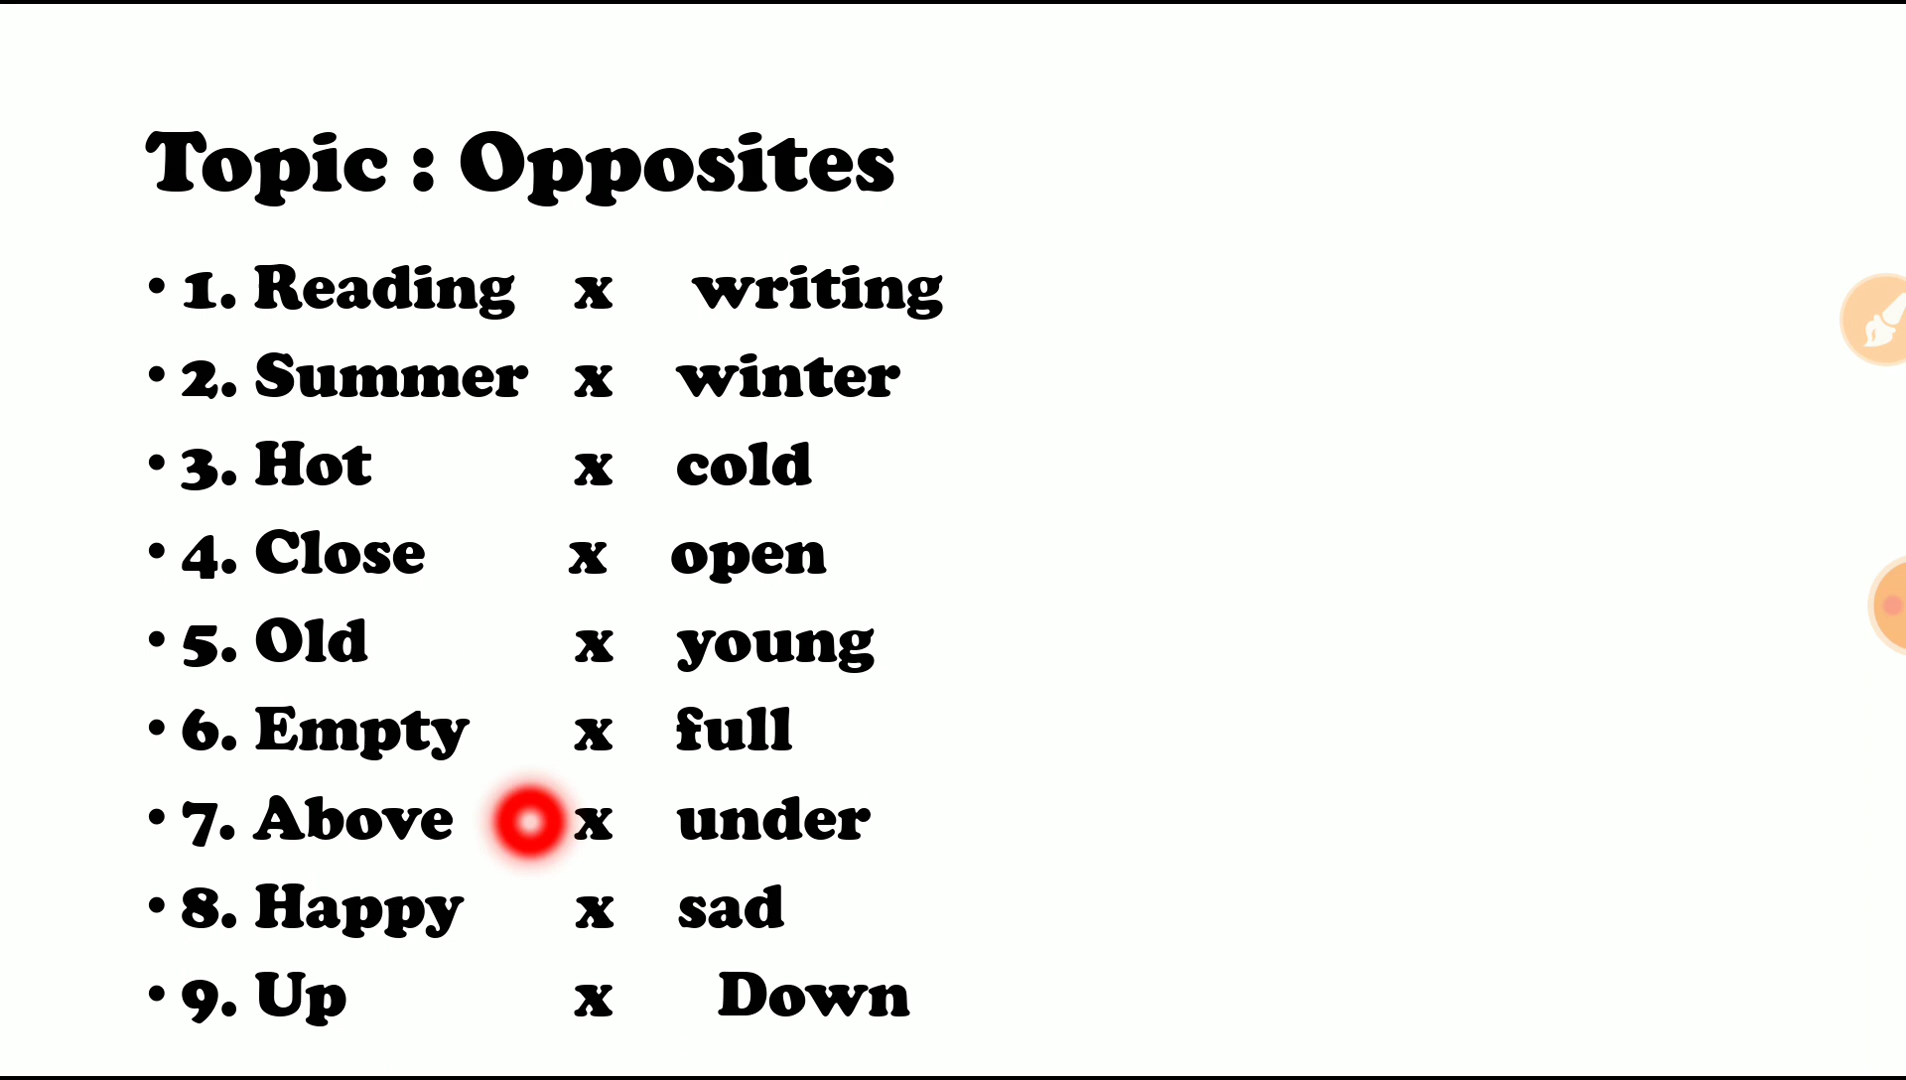 Topic : Opposites
• 1. Reading x writing
• 2. Summer x winter
• 3. Hot x cold
• 4. Close x open
• 5. Old x young
• 6. Empty x full
• 7. Above x under
• 8. Happy x sad
• 9. Up x Down